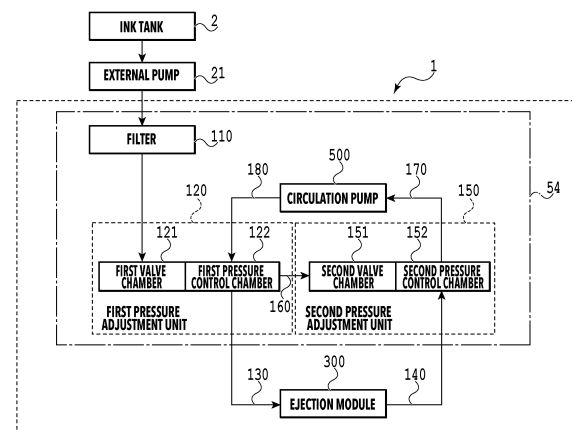 INK TANK
2
EXTERNAL PUMP
21
1
FILTER
110
500
54
180
CIRCULATION PUMP
170
120
150
121
122
151
152
FIRST VALVE
CHAMBER
FIRST PRESSURE
CONTROL CHAMBER
SECOND VALVE
CHAMBER
SECOND PRESSURE
CONTROL CHAMBER
160
FIRST PRESSURE
ADJUSTMENT UNIT
SECOND PRESSURE
ADJUSTMENT UNIT
130
300
140
EJECTION MODULE